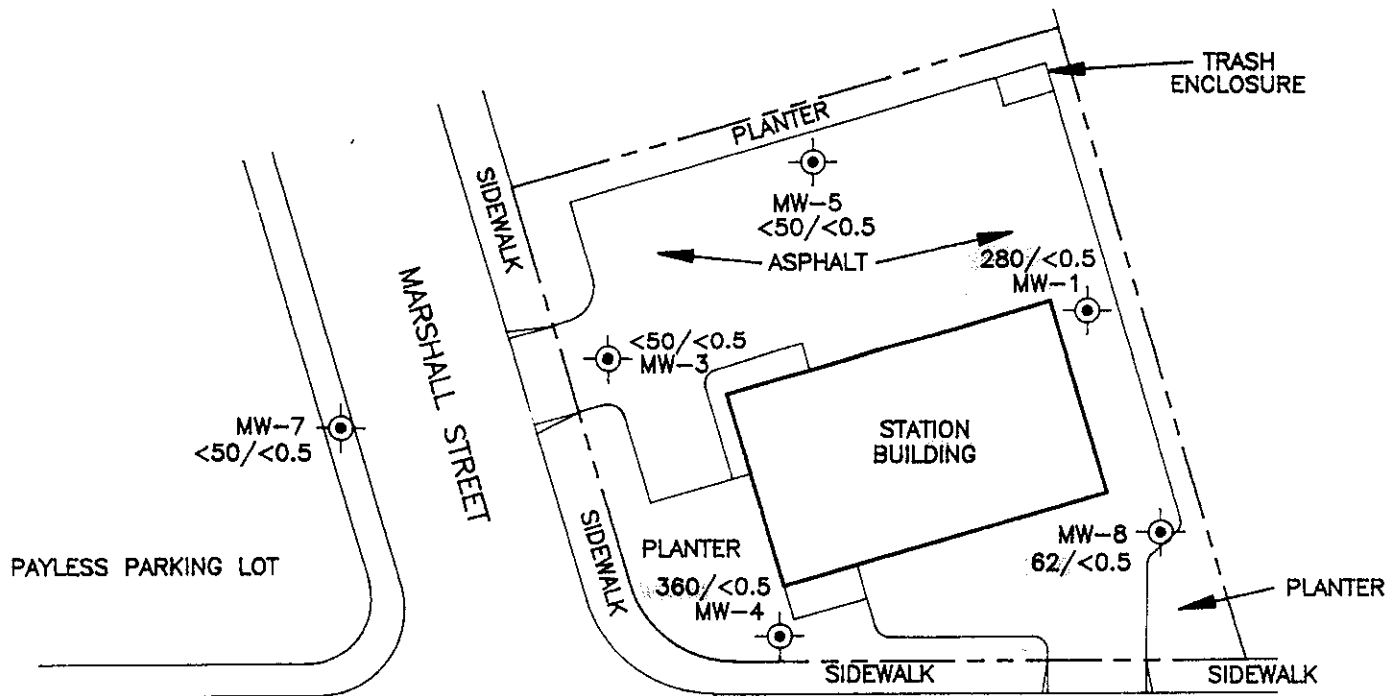 TRASH
ENCLOSURE
PLANTER
SIDEWALK
MW-5
<50/<0.5
ASPHALT
280/<0.5
MW-1
MARSHALL STREET
<50/<0.5
MW-3
MW-7
<50/<0.5
STATION
BUILDING
SIDEWALK
PLANTER
MW-8
62/<0.5
PAYLESS PARKING LOT
360/<0.5
MW-4
PLANTER
SIDEWALK
SIDEWALK